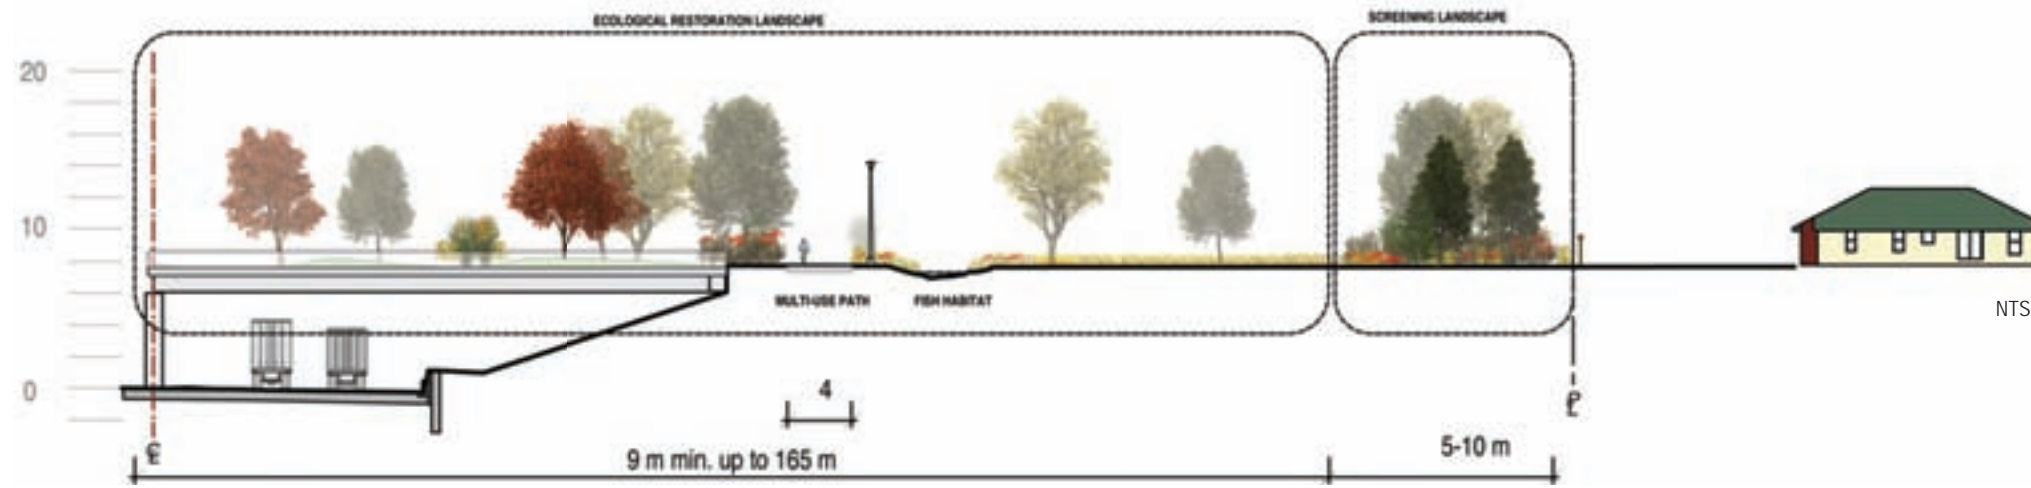 ECOLOGICAL RESTORATION LANDSCAPE
SCREENING LANDSCAPE
20
10
MULTI-USE PATH
FISH HABITAT
NTS
0
4
℄
9 m min. up to 165 m
5-10 m